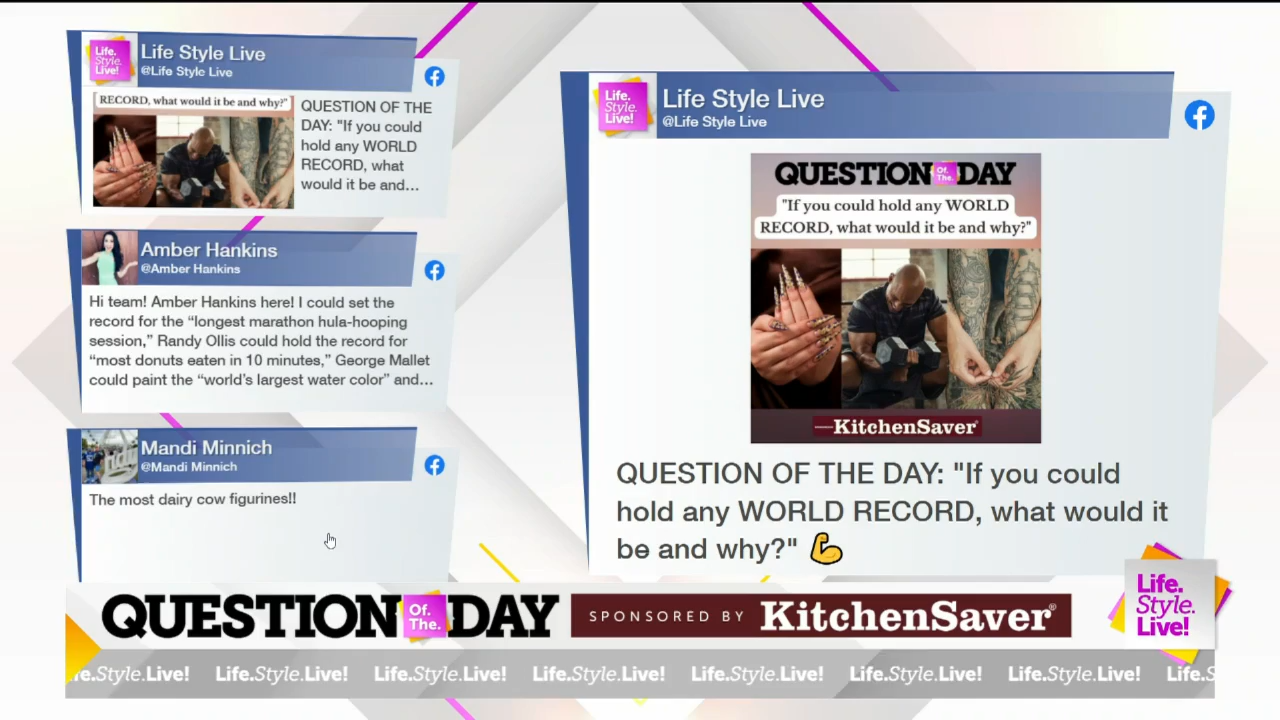 Life.
Style.
Live!
Life Style Live
@Life Style Live
RECORD, what would it be and why?"
QUESTION OF THE
DAY: "If you could
hold any WORLD
RECORD, what
would it be and...
Amber Hankins
@Amber Hankins
Hi team! Amber Hankins here! I could set the
record for the “longest marathon hula-hooping
session,” Randy Ollis could hold the record for
“most donuts eaten in 10 minutes,” George Mallet
could paint the “world’s largest water color” and...
Mandi Minnich
@Mandi Minnich
The most dairy cow figurines!!
Life.
Style.
Live!
Life Style Live
@Life Style Live
QUESTION Of. The. DAY
"If you could hold any WORLD
RECORD, what would it be and why?"
—KitchenSaver®
QUESTION OF THE DAY: "If you could
hold any WORLD RECORD, what would it
be and why?" 💪
QUESTION Of. The. DAY
SPONSORED BY KitchenSaver®
Life.
Style.
Live!
fe.Style.Live! Life.Style.Live! Life.Style.Live! Life.Style.Live! Life.Style.Live! Life.Style.Live! Life.Style.Live! Life.S